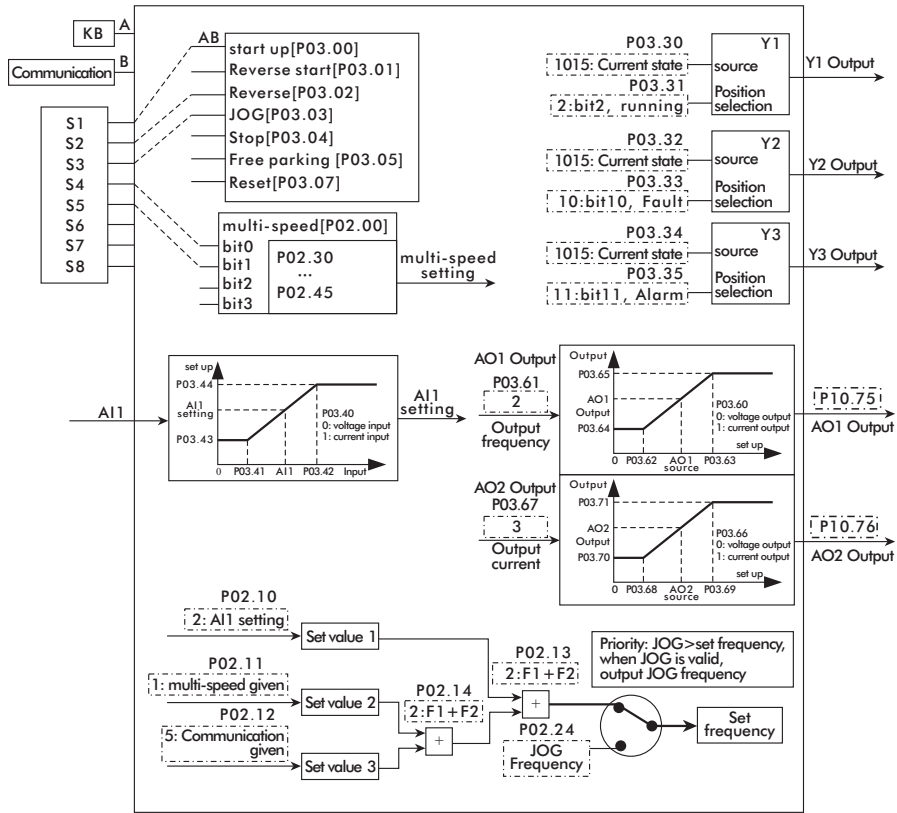 KB
A
Communication
B
S1
S2
S3
S4
S5
S6
S7
S8
AB
start up[P03.00]
Reverse start[P03.01]
Reverse[P03.02]
JOG[P03.03]
Stop[P03.04]
Free parking [P03.05]
Reset[P03.07]
multi-speed[P02.00]
bit0
bit1
bit2
bit3
P02.30
...
P02.45
multi-speed
setting
P03.30
1015: Current state
P03.31
2:bit2, running
Y1
source
Position
selection
Y1 Output
P03.32
1015: Current state
P03.33
10:bit10, Fault
Y2
source
Position
selection
Y2 Output
P03.34
1015: Current state
P03.35
11:bit11, Alarm
Y3
source
Position
selection
Y3 Output
AI1
set up
P03.44
AI1
setting
P03.43
P03.40
0: voltage input
1: current input
0
P03.41
AI1
P03.42
Input
AI1
setting
AO1 Output
P03.61
2
Output
frequency
Output
P03.65
AO1
Output
P03.64
P03.60
0: voltage output
1: current output
set up
0
P03.62
AO1
source
P03.63
P10.75
AO1 Output
AO2 Output
P03.67
3
Output
current
Output
P03.71
AO2
Output
P03.70
P03.66
0: voltage output
1: current output
set up
0
P03.68
AO2
source
P03.69
P10.76
AO2 Output
P02.10
2: AI1 setting
Set value 1
P02.11
1: multi-speed given
Set value 2
P02.12
5: Communication
given
Set value 3
P02.14
2:F1+F2
+
P02.13
2:F1+F2
+
P02.24
JOG
Frequency
Priority: JOG>set frequency,
when JOG is valid,
output JOG frequency
Set
frequency